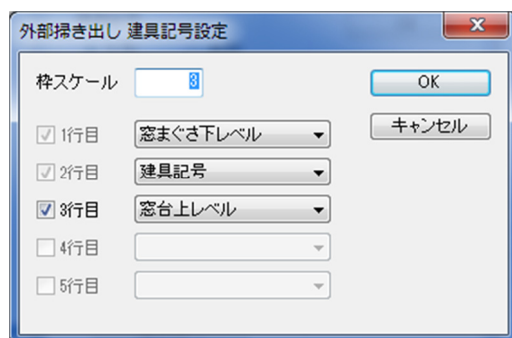 外部掃き出し 建具記号設定
枠スケール 3 OK
キャンセル
1行目 窓まぐさ下レベル
2行目 建具記号
3行目 窓台上レベル
4行目
5行目